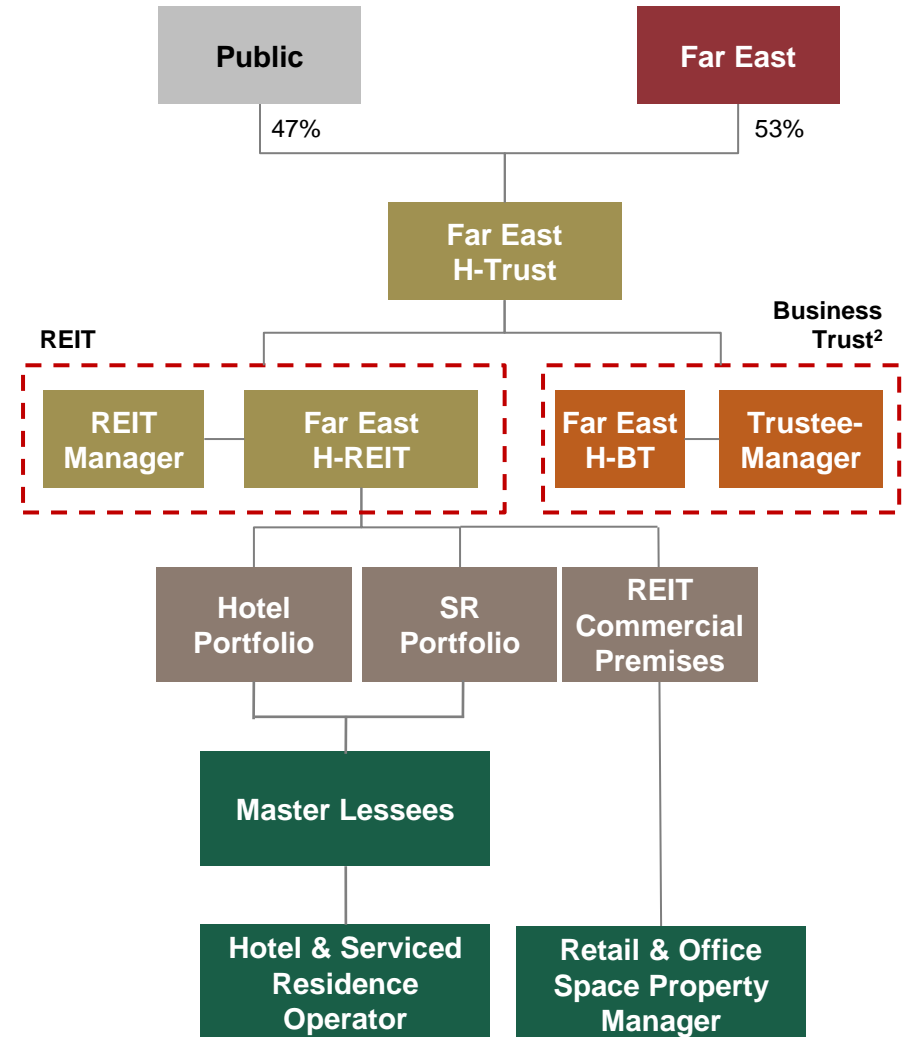 Public
Far East
47%
53%
Far East
H-Trust
REIT
Business
Trust²
REIT
Manager
Far East
H-REIT
Far East
H-BT
Trustee-
Manager
Hotel
Portfolio
SR
Portfolio
REIT
Commercial
Premises
Master Lessees
Hotel & Serviced
Residence
Operator
Retail & Office
Space Property
Manager